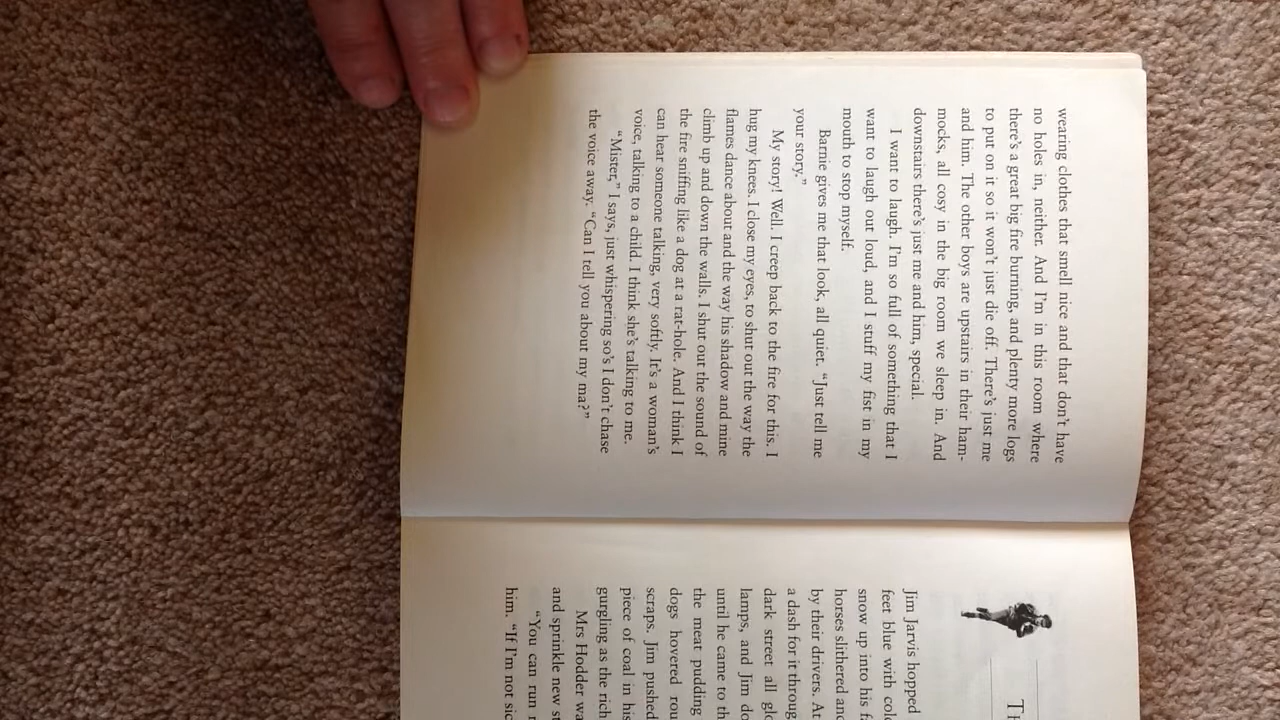 wearing clothes that smell nice and that don't have
no holes in, neither. And I'm in this room where
there's a great big fire burning, and plenty more logs
to put on it so it won't just die off. There's just me
and him. The other boys are upstairs in their ham-
mocks, all cosy in the big room we sleep in. And
downstairs there's just me and him, special.
I want to laugh. I'm so full of something that I
want to laugh out loud, and I stuff my fist in my
mouth to stop myself.
Barnie gives me that look, all quiet. “Just tell me
your story.”
My story! Well. I creep back to the fire for this. I
hug my knees. I close my eyes, to shut out the way the
flames dance about and the way his shadow and mine
climb up and down the walls. I shut out the sound of
the fire sniffing like a dog at a rat-hole. And I think I
can hear someone talking, very softly. It's a woman's
voice, talking to a child. I think she's talking to me.
“Mister,” I says, just whispering so's I don't chase
the voice away. “Can I tell you about my ma?”
Jim Jarvis hopped
feet blue with
snow up into his
horses slithered
by their drivers. At
a dash for it
dark street all
lamps, and Jim
until he came to
the meat pudding
dogs hovered
scraps. Jim pushed
piece of coal in his
gurgling as the rich
Mrs Hodder
and sprinkle new
“You can run
him. “If I'm not